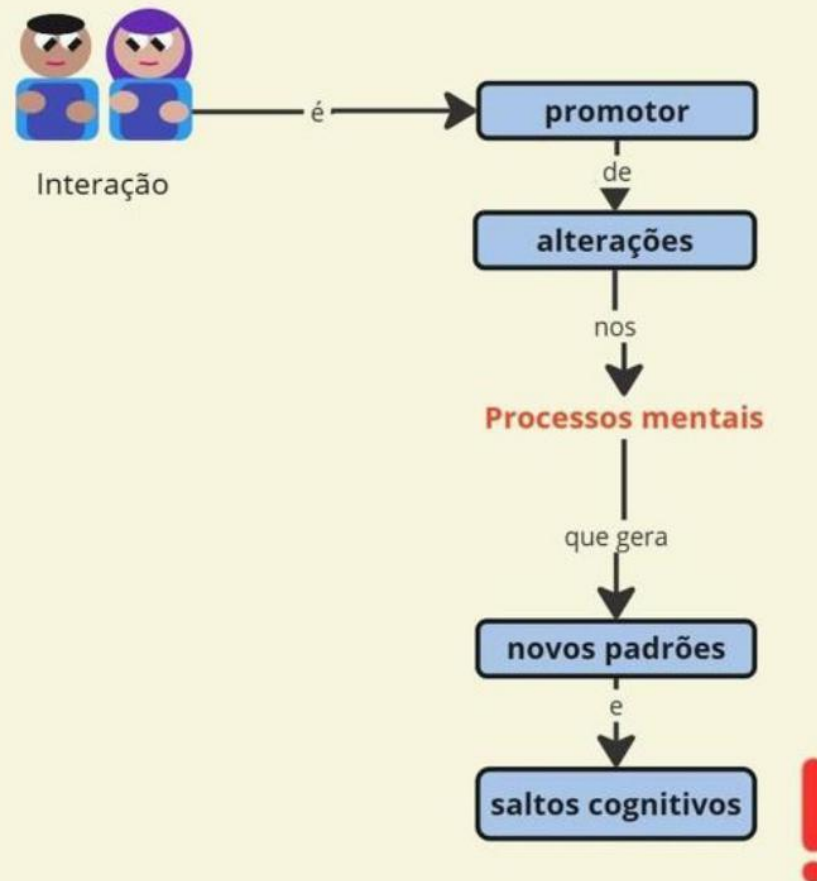 Interação
é
promotor
de
alterações
nos
Processos mentais
que gera
novos padrões
e
saltos cognitivos